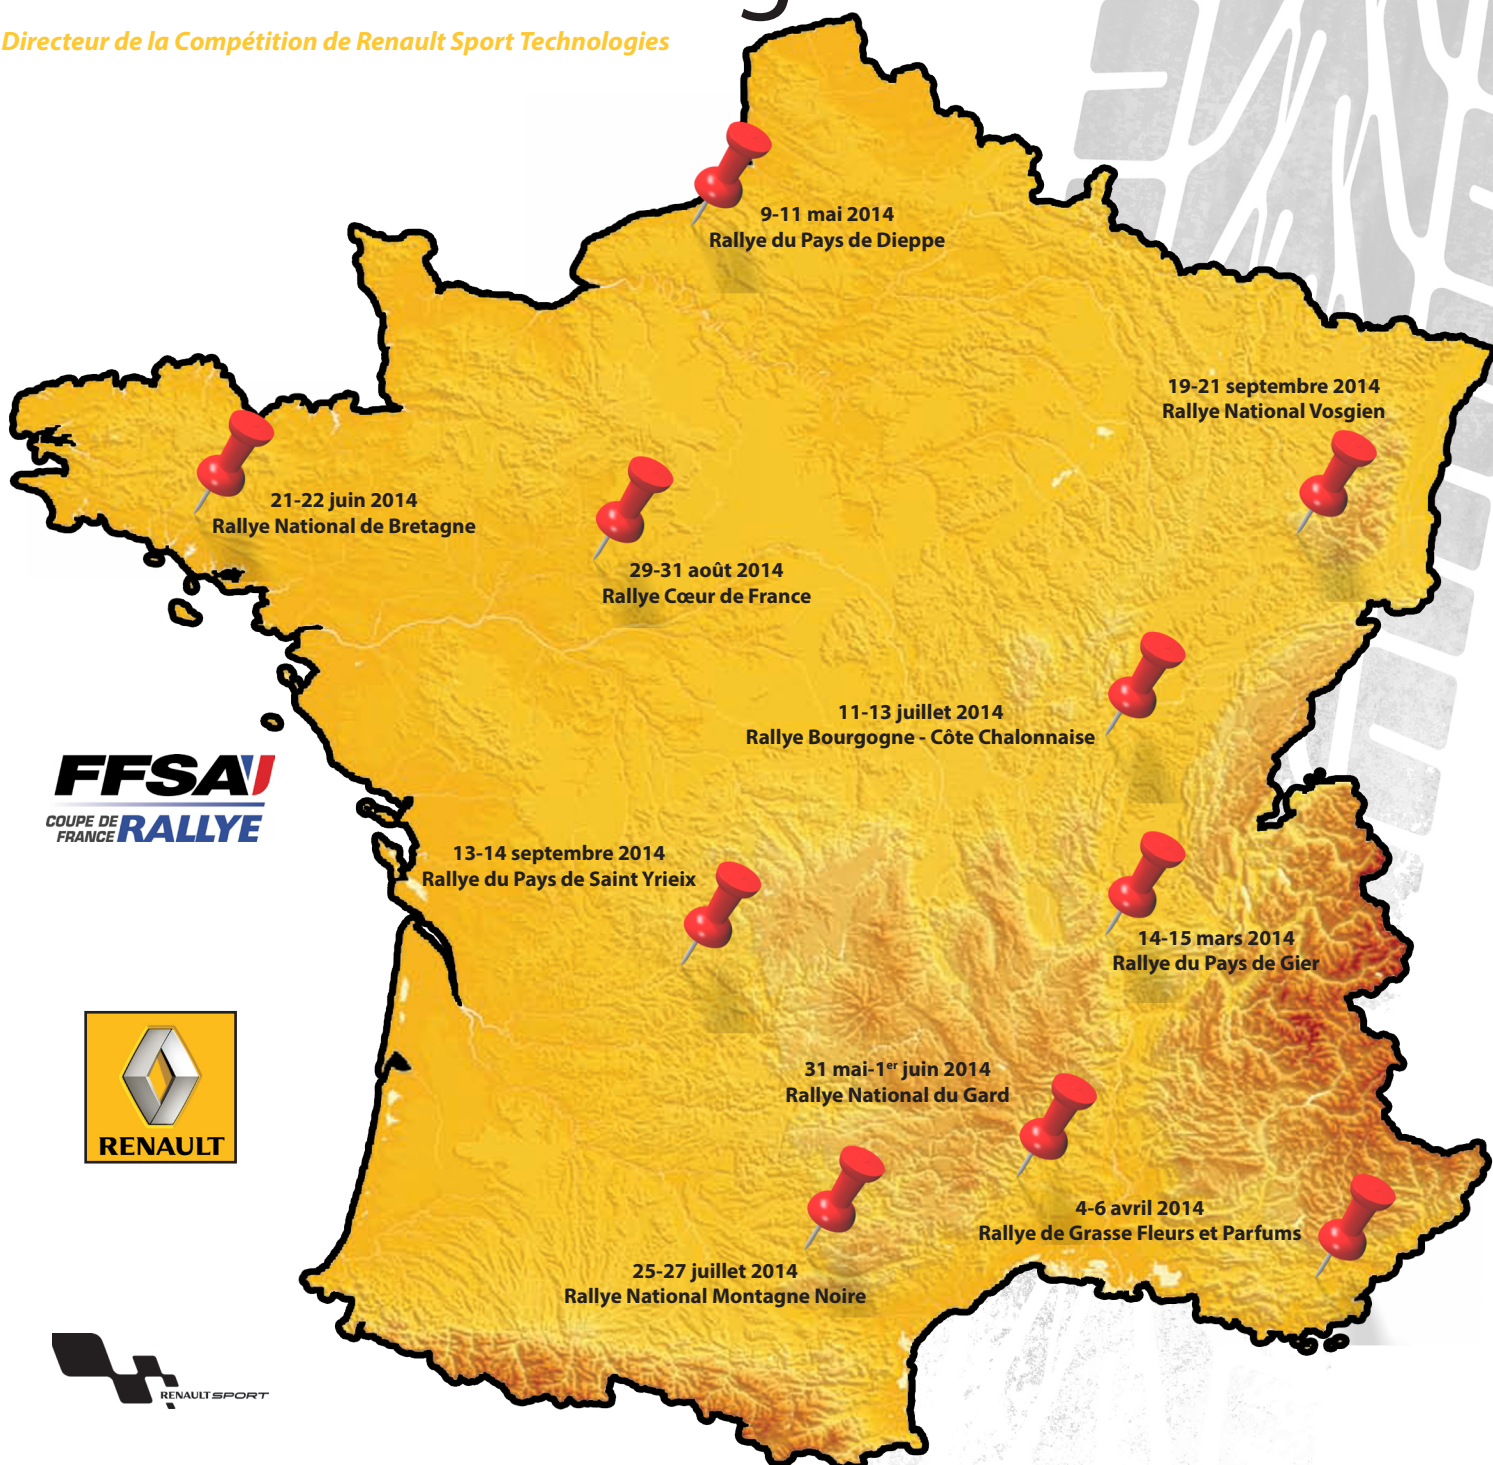 Directeur de la Compétition de Renault Sport Technologies
9-11 mai 2014
Rallye du Pays de Dieppe
19-21 septembre 2014
Rallye National Vosgien
21-22 juin 2014
Rallye National de Bretagne
29-31 août 2014
Rallye Cœur de France
11-13 juillet 2014
Rallye Bourgogne - Côte Chalonnaise
FFSA
COUPE DE
FRANCE RALLYE
13-14 septembre 2014
Rallye du Pays de Saint Yrieix
14-15 mars 2014
Rallye du Pays de Gier
31 mai-1er juin 2014
Rallye National du Gard
RENAULT
4-6 avril 2014
Rallye de Grasse Fleurs et Parfums
25-27 juillet 2014
Rallye National Montagne Noire
RENAULT SPORT